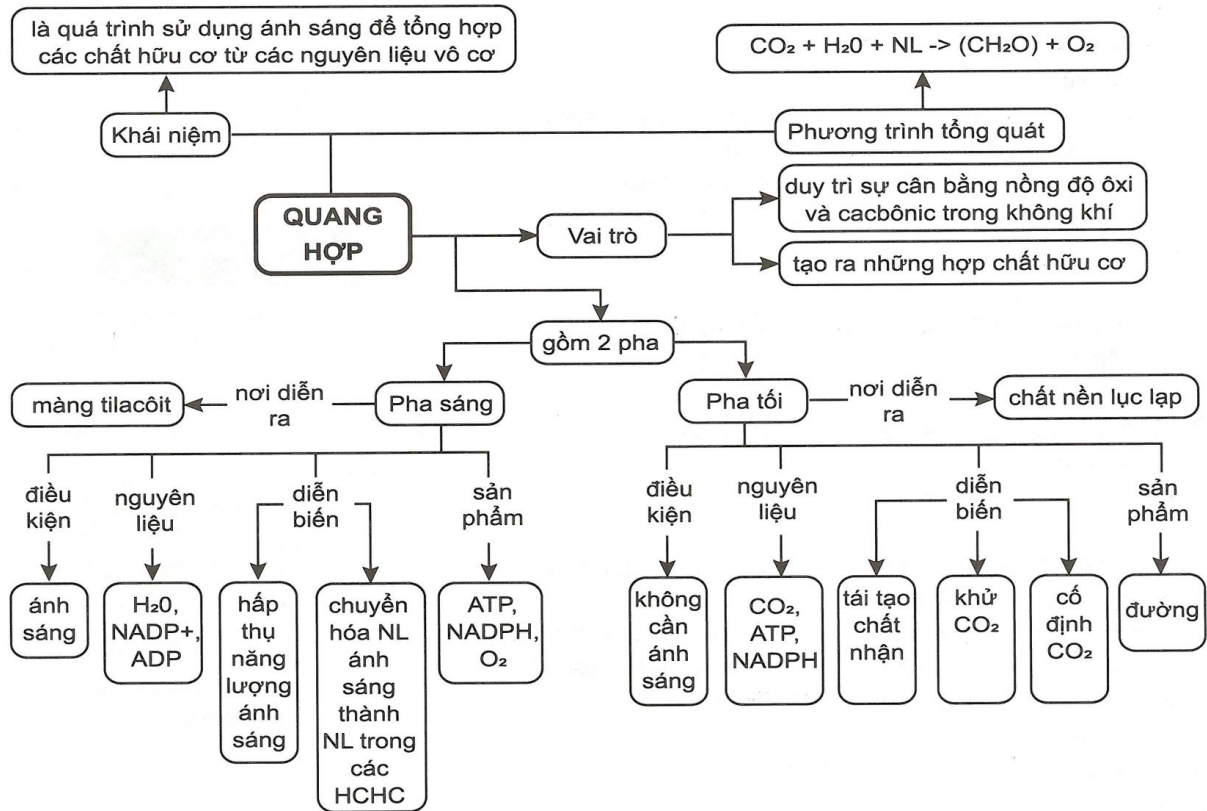 là quá trình sử dụng ánh sáng để tổng hợp
các chất hữu cơ từ các nguyên liệu vô cơ
CO₂ + H₂0 + NL -> (CH₂O) + O₂
Khái niệm
Phương trình tổng quát
QUANG
HỢP
Vai trò
duy trì sự cân bằng nồng độ ôxi
và cacbônic trong không khí
tạo ra những hợp chất hữu cơ
gồm 2 pha
màng tilacôit
nơi diễn
ra
Pha sáng
Pha tối
nơi diễn
ra
chất nền lục lạp
điều
kiện
nguyên
liệu
diễn
biến
sản
phẩm
điều
kiện
nguyên
liệu
diễn
biến
sản
phẩm
ánh
sáng
H₂0,
NADP+,
ADP
hấp
thụ
năng
lượng
ánh
sáng
chuyển
hóa NL
ánh
sáng
thành
NL trong
các
HCHC
ATP,
NADPH,
O₂
không
cần
ánh
sáng
CO₂,
ATP,
NADPH
tái tạo
chất
nhận
khử
CO₂
cố
định
CO₂
đường